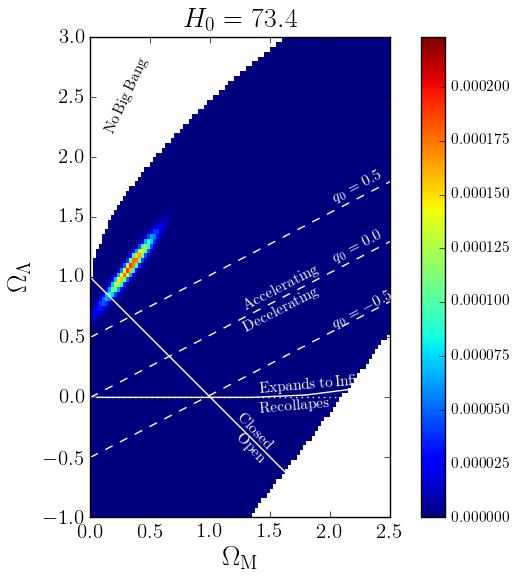 H₀ = 73.4
No Big Bang
3.0
2.5
2.0
1.5
1.0
0.5
0.0
−0.5
−1.0
Ω_Λ
q₀ = 0.5
q₀ = 0.0
Accelerating
Decelerating
q₀ = −0.5
Expands to Inf
Recollapes
Closed
Open
0.0 0.5 1.0 1.5 2.0 2.5
Ω_M
0.000200
0.000175
0.000150
0.000125
0.000100
0.000075
0.000050
0.000025
0.000000